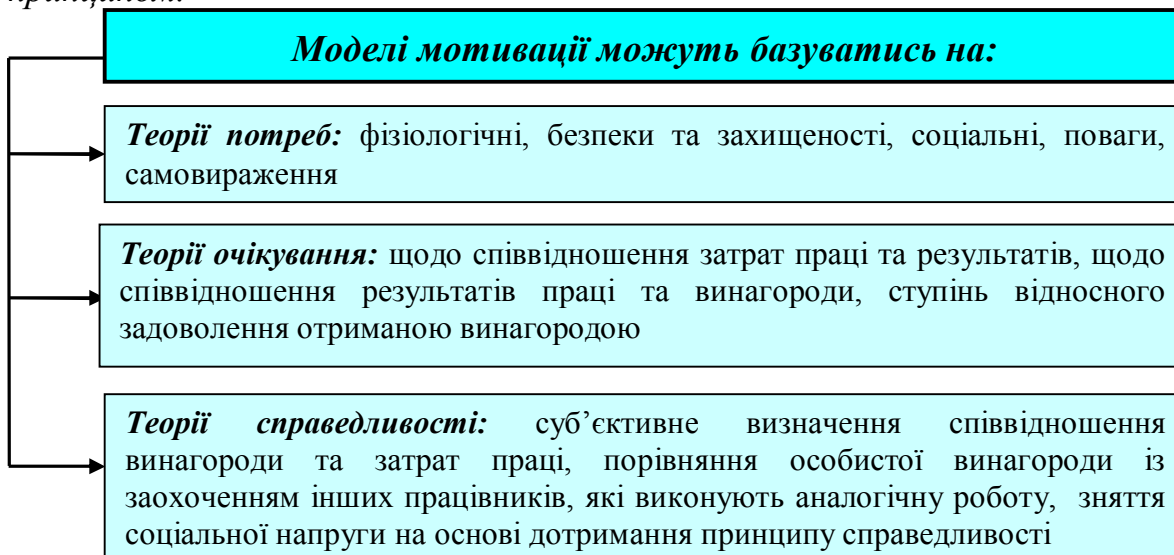 Моделі мотивації можуть базуватись на:
Теорії потреб: фізіологічні, безпеки та захищеності, соціальні, поваги,
самовираження
Теорії очікування: щодо співвідношення затрат праці та результатів, щодо
співвідношення результатів праці та винагороди, ступінь відносного
задоволення отриманою винагородою
Теорії справедливості: суб’єктивне визначення співвідношення
винагороди та затрат праці, порівняння особистої винагороди із
заохоченням інших працівників, які виконують аналогічну роботу, зняття
соціальної напруги на основі дотримання принципу справедливості